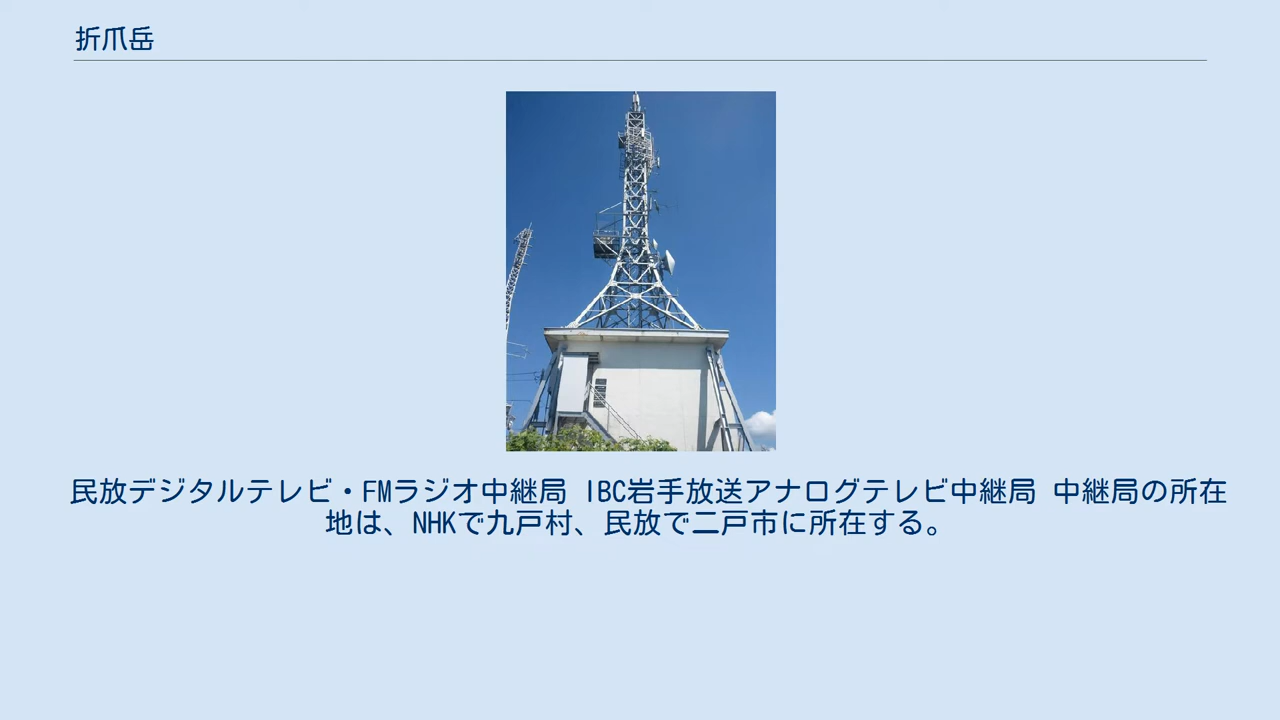 折爪岳
民放デジタルテレビ・FMラジオ中継局 IBC岩手放送アナログテレビ中継局 中継局の所在
地は、NHKで九戸村、民放で二戸市に所在する。